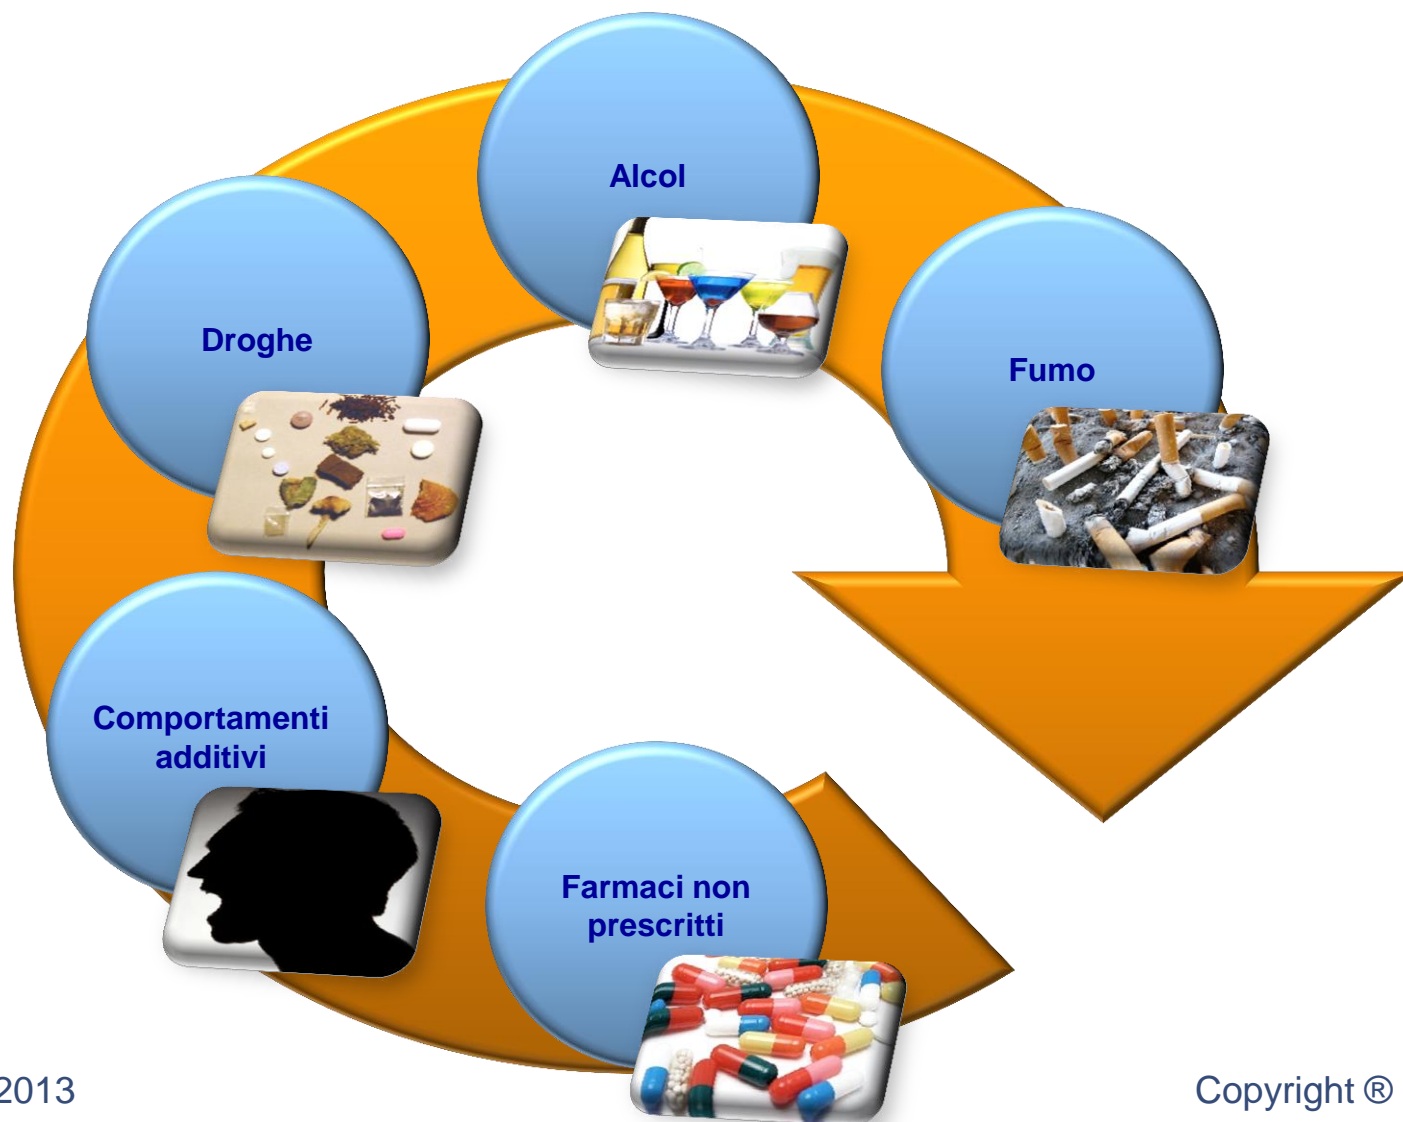 Alcol
Droghe
Fumo
Comportamenti
additivi
Farmaci non
prescritti
2013
Copyright ®